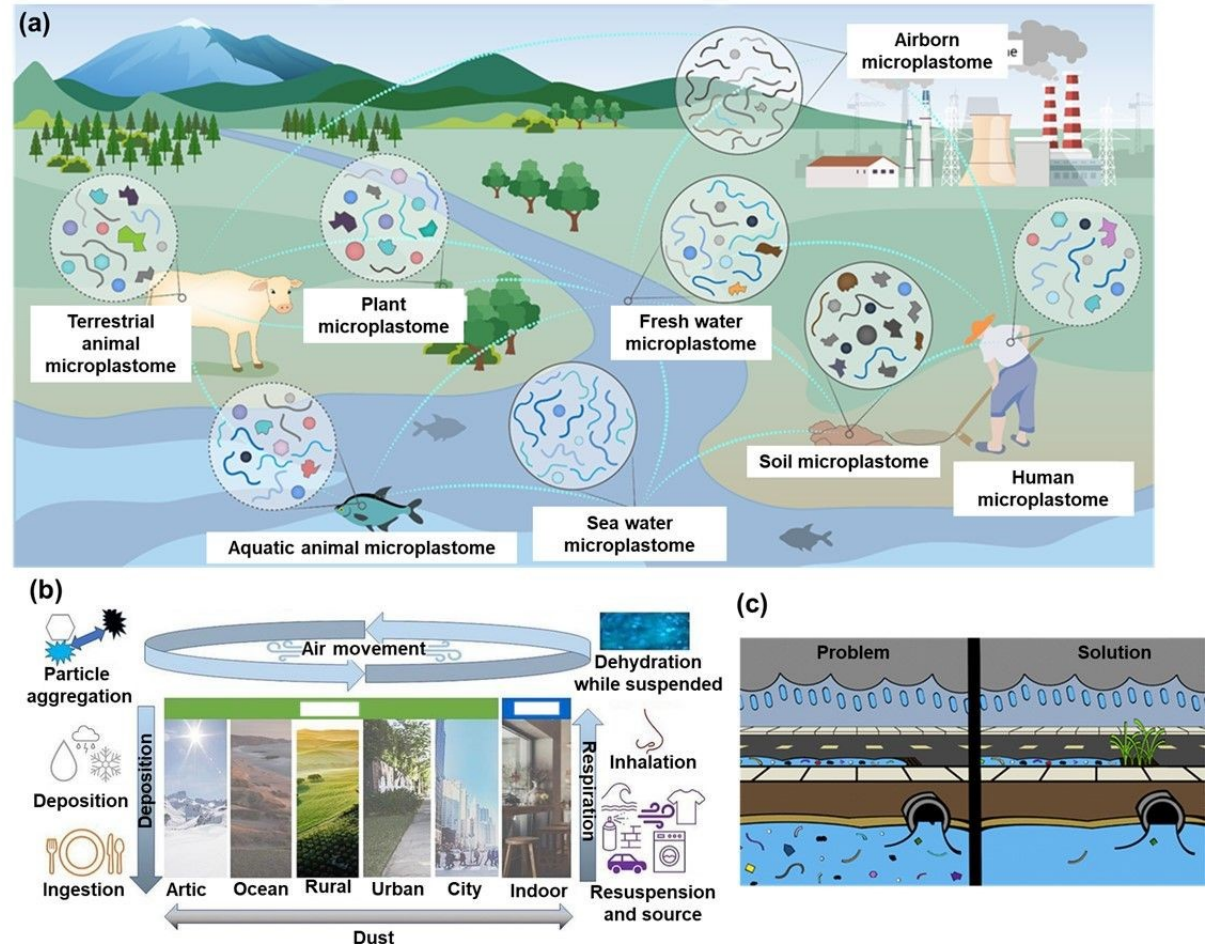 (a)
Airborn
microplastome
Terrestrial
animal
microplastome
Plant
microplastome
Fresh water
microplastome
Soil microplastome
Human
microplastome
Aquatic animal microplastome
Sea water
microplastome
(b)
Particle
aggregation
Air movement
Dehydration
while suspended
Deposition
Deposition
Respiration
Inhalation
Ingestion
Artic
Ocean
Rural
Urban
City
Indoor
Resuspension
and source
Dust
(c)
Problem
Solution